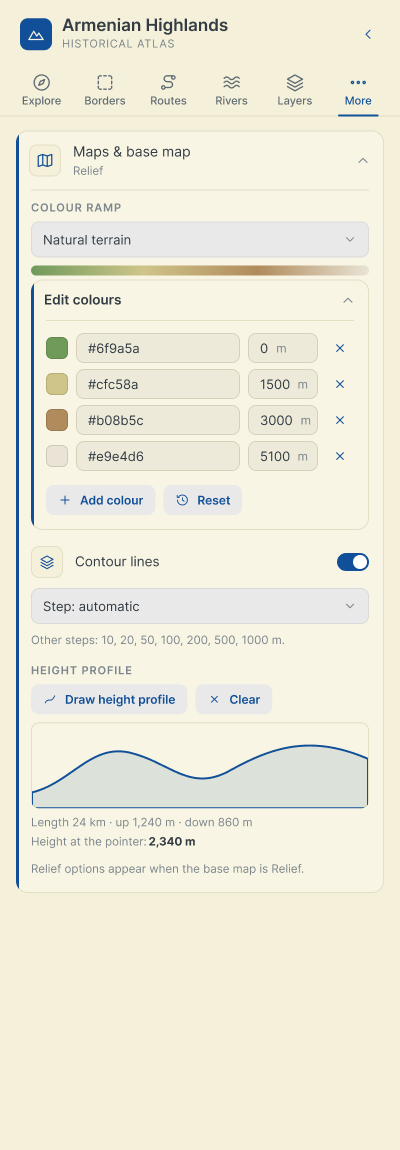 Armenian Highlands
HISTORICAL ATLAS
Explore Borders Routes Rivers Layers More
Maps & base map
Relief
COLOUR RAMP
Natural terrain
Edit colours
#6f9a5a 0 m
#cfc58a 1500 m
#b08b5c 3000 m
#e9e4d6 5100 m
Add colour Reset
Contour lines
Step: automatic
Other steps: 10, 20, 50, 100, 200, 500, 1000 m.
HEIGHT PROFILE
Draw height profile Clear
Length 24 km · up 1,240 m · down 860 m
Height at the pointer: 2,340 m
Relief options appear when the base map is Relief.